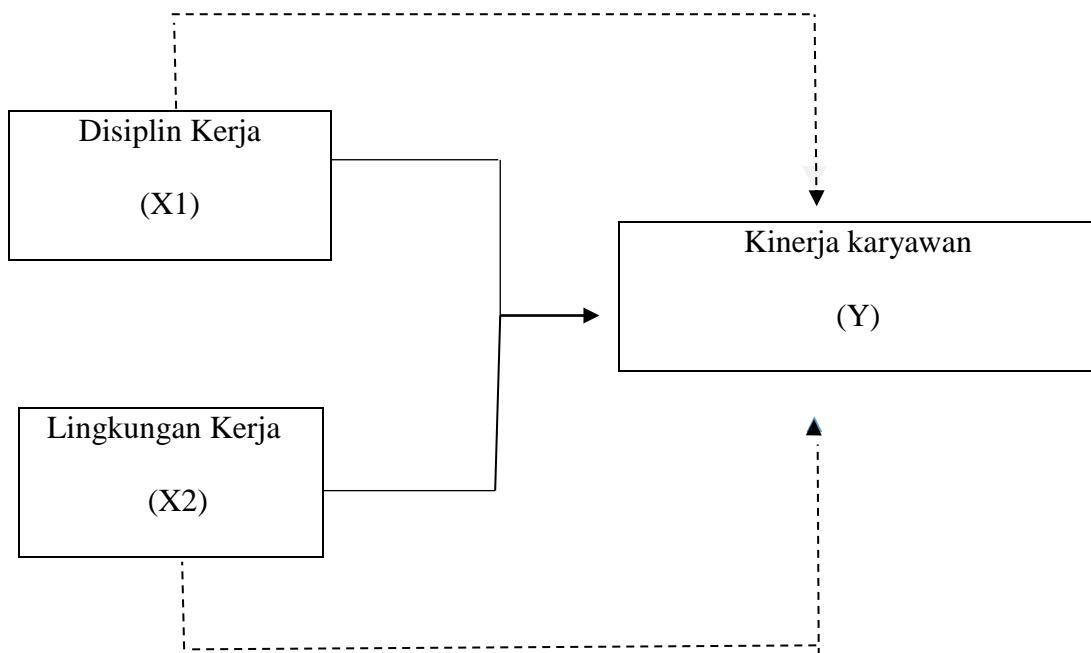 Disiplin Kerja
(X1)
Kinerja karyawan
(Y)
Lingkungan Kerja
(X2)